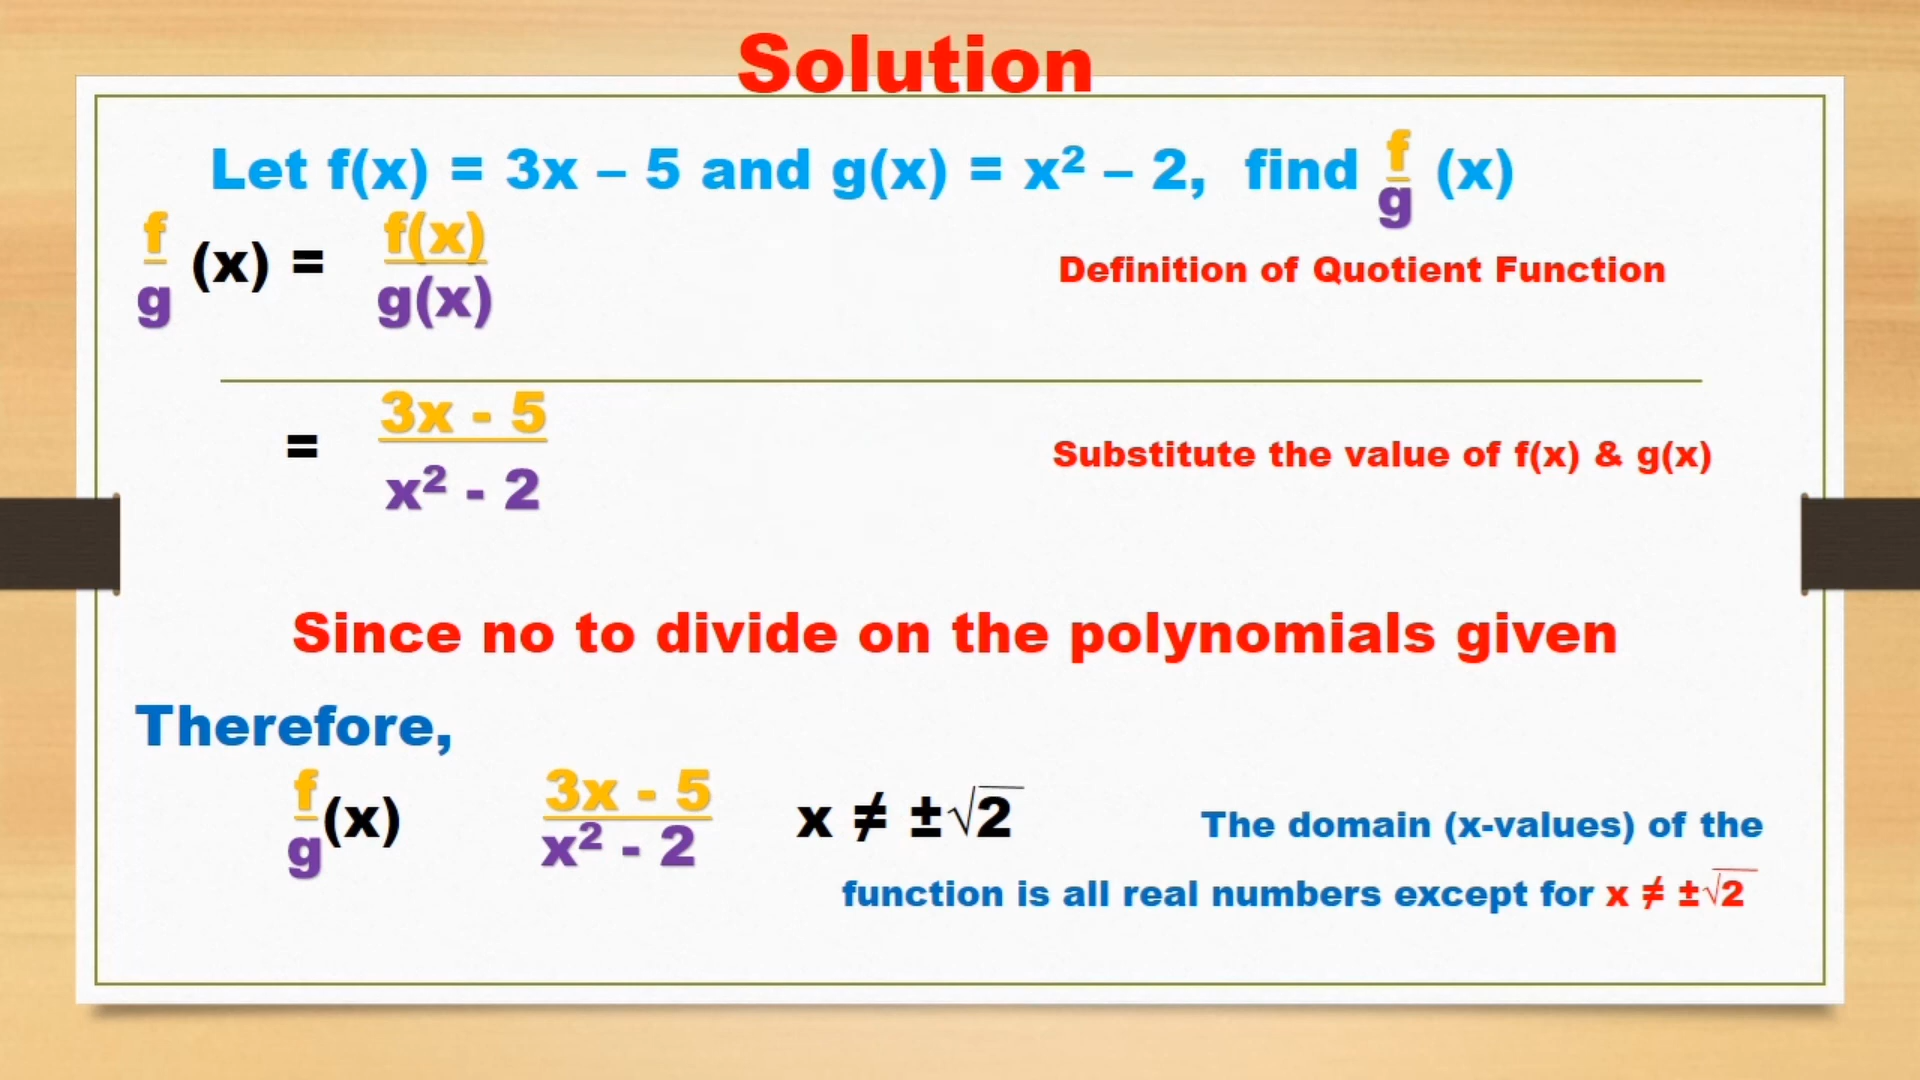 Solution
Let f(x) = 3x – 5 and g(x) = x² – 2, find f/g (x)
f/g (x) = f(x)/g(x)
Definition of Quotient Function
= 3x - 5 / x² - 2
Substitute the value of f(x) & g(x)
Since no to divide on the polynomials given
Therefore,
f/g (x) 3x - 5 / x² - 2 x ≠ ±√2
The domain (x-values) of the
function is all real numbers except for x ≠ ±√2